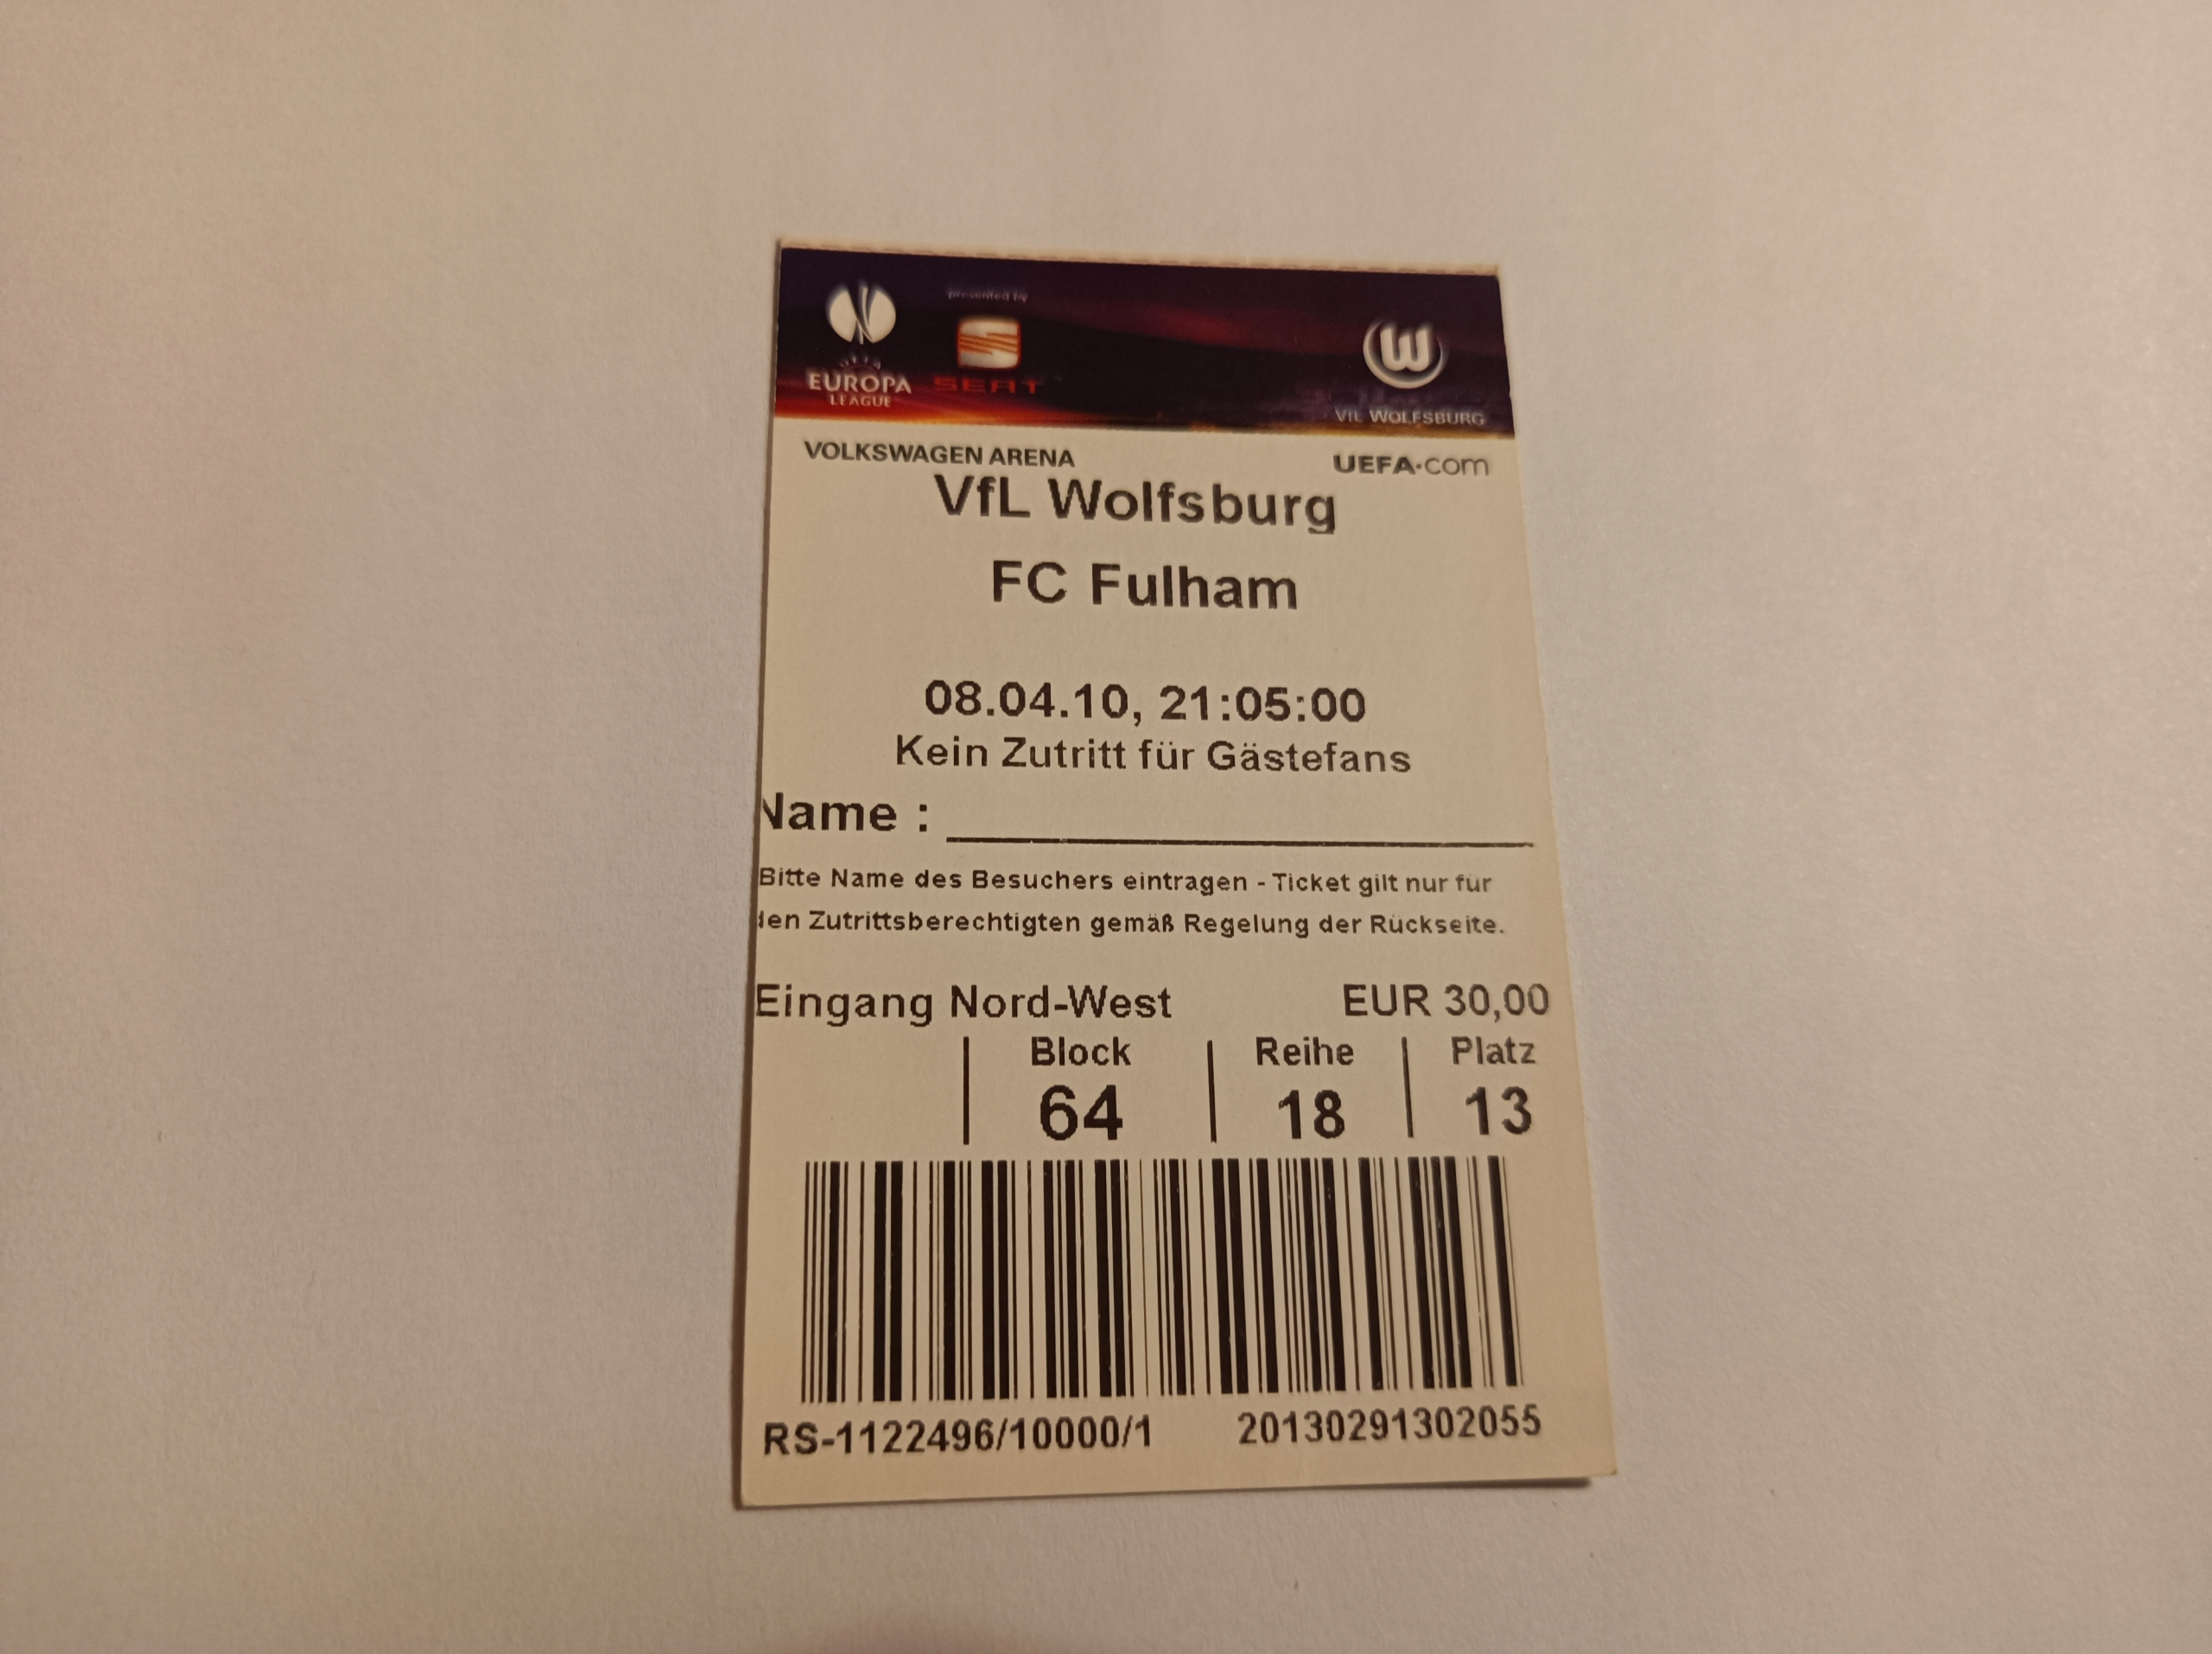 presented by
UEFA
EUROPA
LEAGUE
SEAT
VfL WOLFSBURG
VOLKSWAGEN ARENA
UEFA.com
VfL Wolfsburg
FC Fulham
08.04.10, 21:05:00
Kein Zutritt für Gästefans
Name :
Bitte Name des Besuchers eintragen - Ticket gilt nur für
den Zutrittsberechtigten gemäß Regelung der Rückseite.
Eingang Nord-West EUR 30,00
Block Reihe Platz
64 18 13
RS-1122496/10000/1 20130291302055